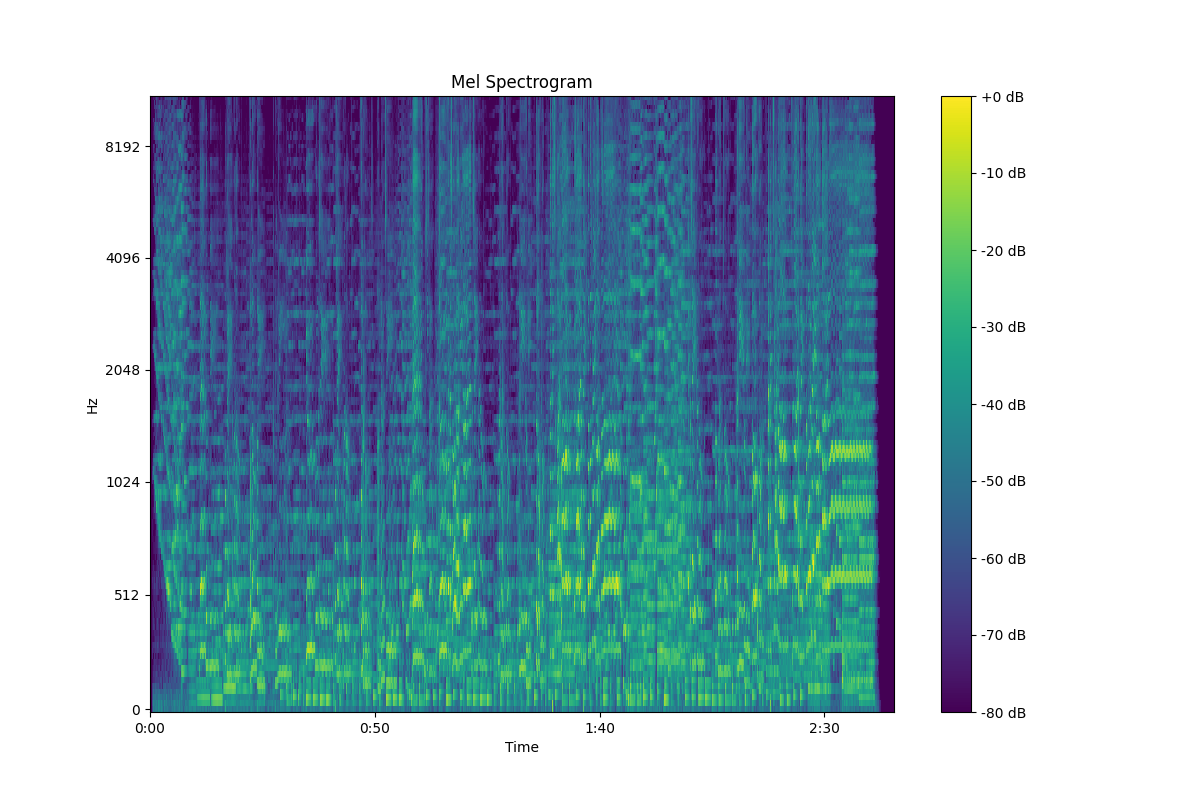 Mel Spectrogram
+0 dB
8192
-10 dB
-20 dB
4096
-30 dB
2048
-40 dB
Hz
1024
-50 dB
-60 dB
512
-70 dB
0
-80 dB
0:00
0:50
1:40
2:30
Time